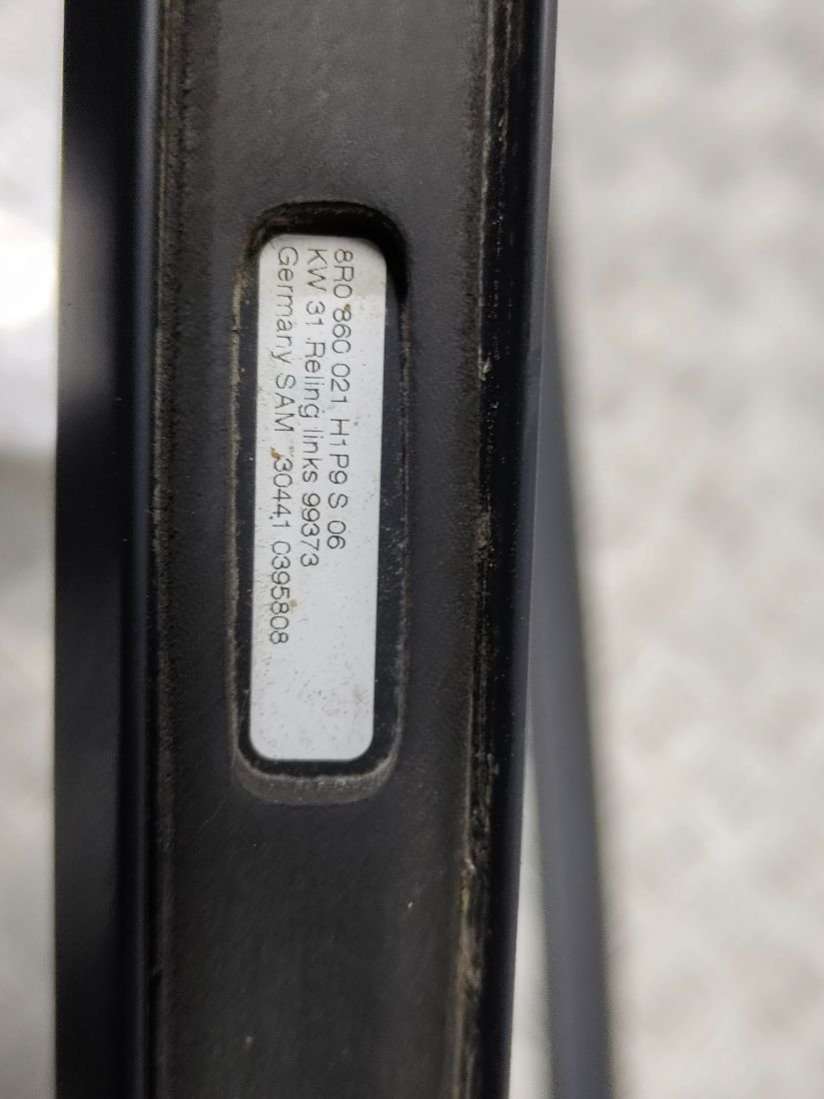 8R0 860 021 H1P9 S 06
KW 31 Reling links 99373
Germany SAM 30441 0395808